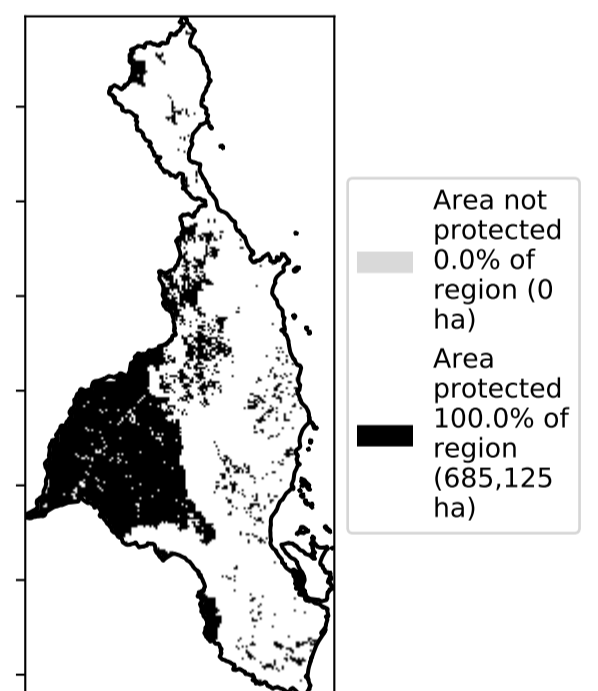 Area not
protected
0.0% of
region (0
ha)
Area
protected
100.0% of
region
(685,125
ha)